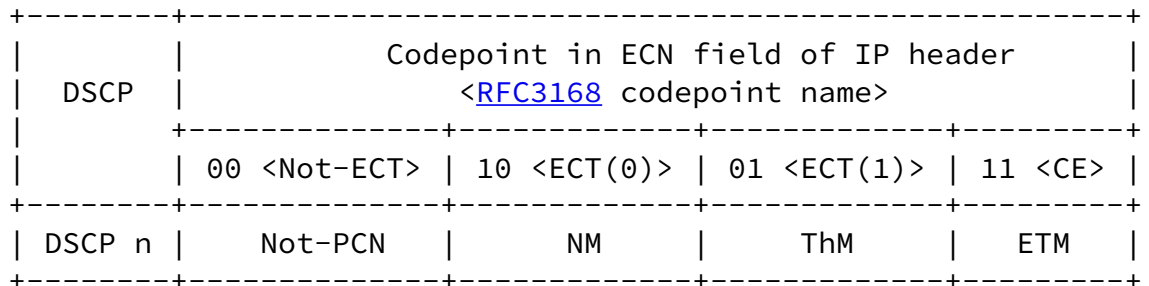 +--------+----------------------------------------------------+
|        |          Codepoint in ECN field of IP header       |
|  DSCP  |              <RFC3168 codepoint name>              |
|        +--------------+-------------+-------------+---------+
|        | 00 <Not-ECT> | 10 <ECT(0)> | 01 <ECT(1)> | 11 <CE> |
+--------+--------------+-------------+-------------+---------+
| DSCP n |    Not-PCN   |      NM     |     ThM     |   ETM   |
+--------+--------------+-------------+-------------+---------+